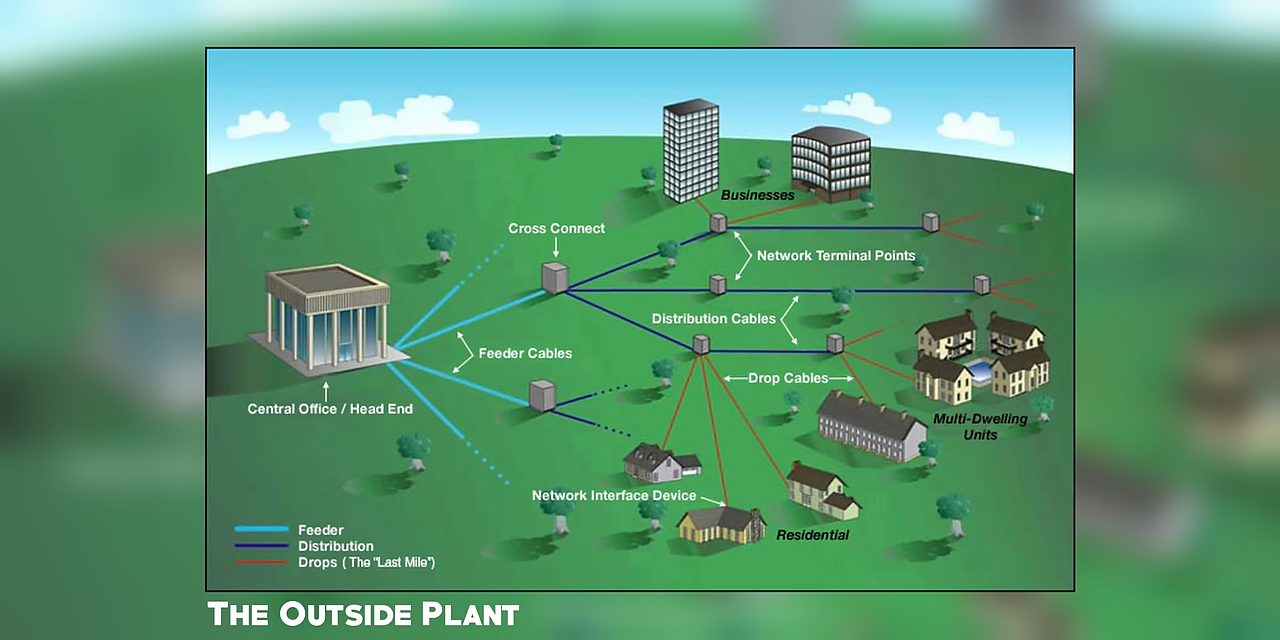 Businesses
Cross Connect
Network Terminal Points
Distribution Cables
Feeder Cables
Drop Cables
Central Office / Head End
Multi-Dwelling
Units
Network Interface Device
Residential
Feeder
Distribution
Drops ( The "Last Mile")
THE OUTSIDE PLANT